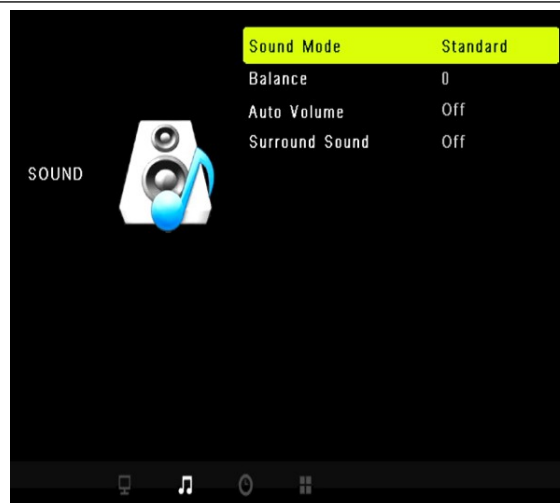 SOUND
Sound Mode Standard
Balance 0
Auto Volume Off
Surround Sound Off